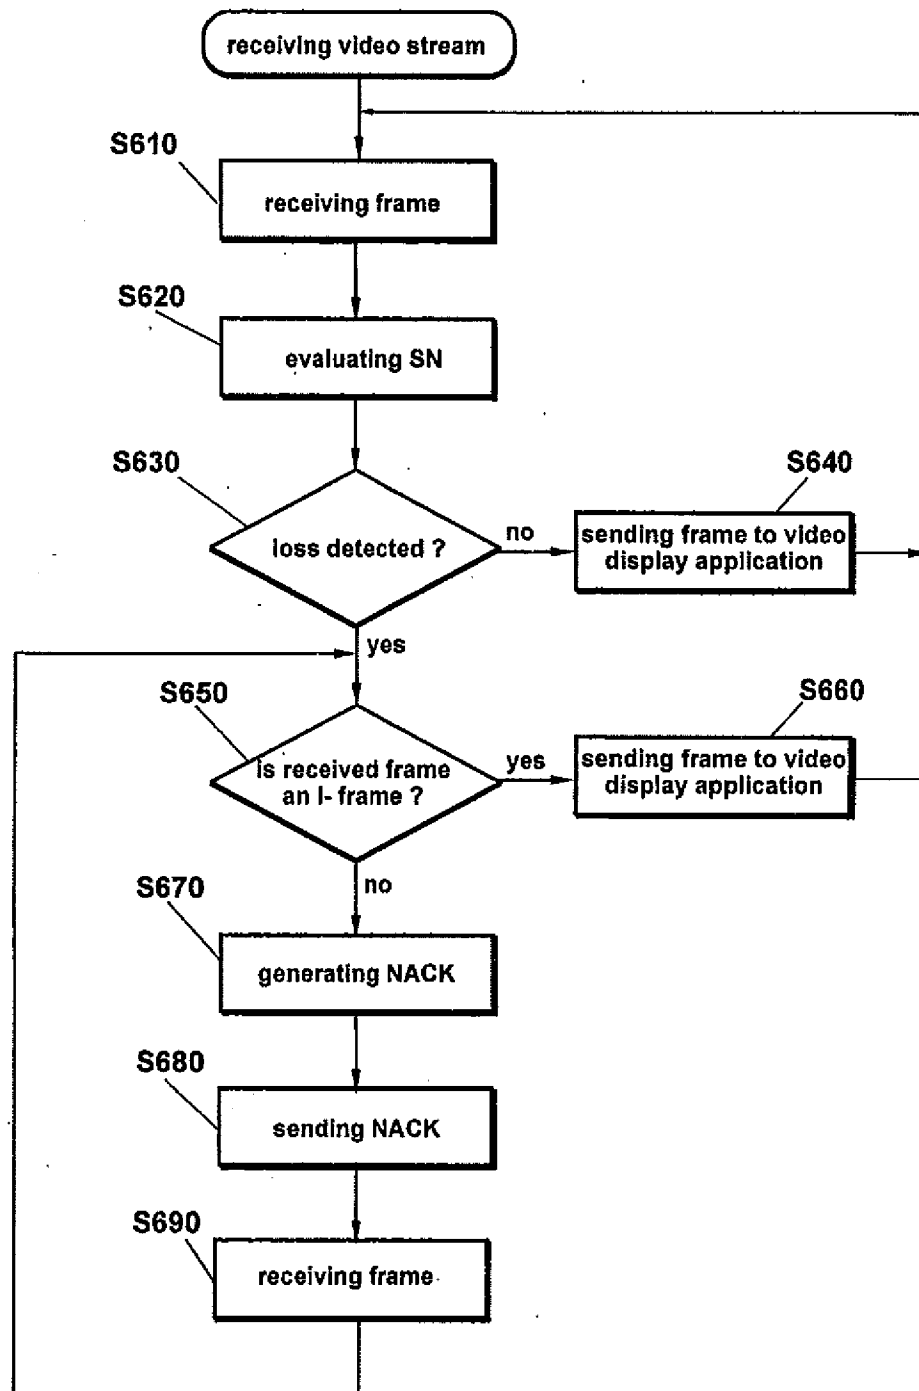 receiving video stream
S610
receiving frame
S620
evaluating SN
S630
loss detected ?
no
S640
sending frame to video
display application
yes
S650
is received frame
an I- frame ?
yes
S660
sending frame to video
display application
no
S670
generating NACK
S680
sending NACK
S690
receiving frame